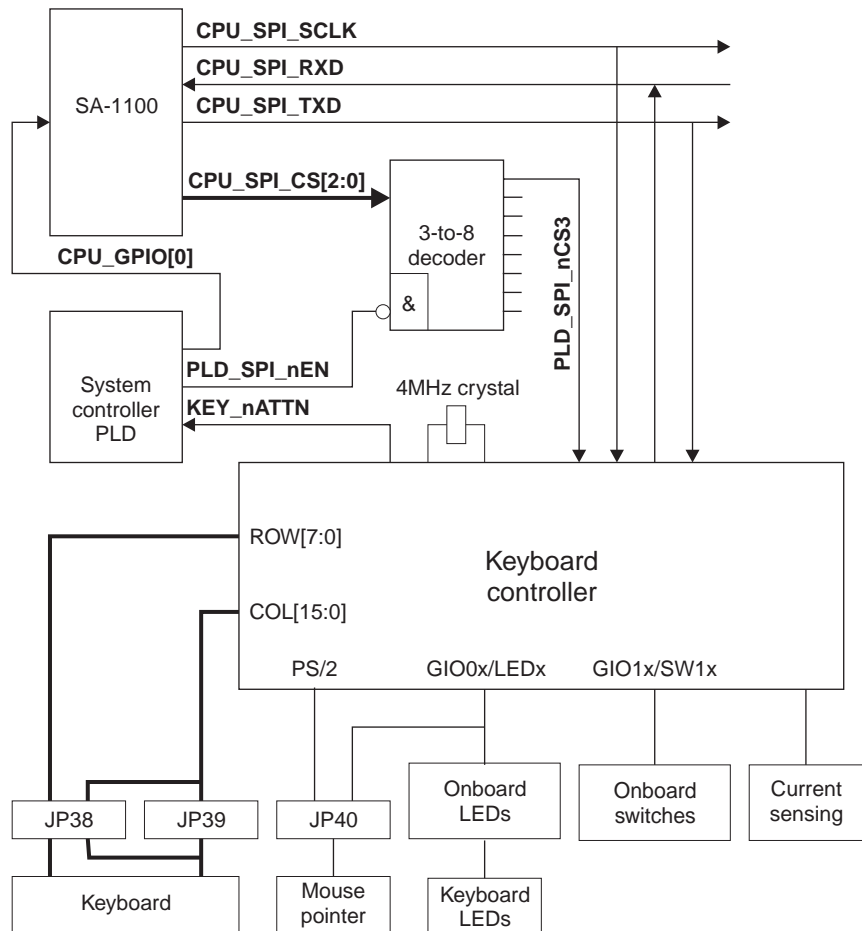 CPU_SPI_SCLK
CPU_SPI_RXD
SA-1100
CPU_SPI_TXD
CPU_SPI_CS[2:0]
3-to-8
decoder
CPU_GPIO[0]
&
PLD_SPI_nCS3
PLD_SPI_nEN
System
controller
PLD
4MHz crystal
KEY_nATTN
ROW[7:0]
Keyboard
controller
COL[15:0]
PS/2
GIO0x/LEDx
GIO1x/SW1x
Onboard
LEDs
Onboard
switches
Current
sensing
JP38
JP39
JP40
Keyboard
Mouse
pointer
Keyboard
LEDs